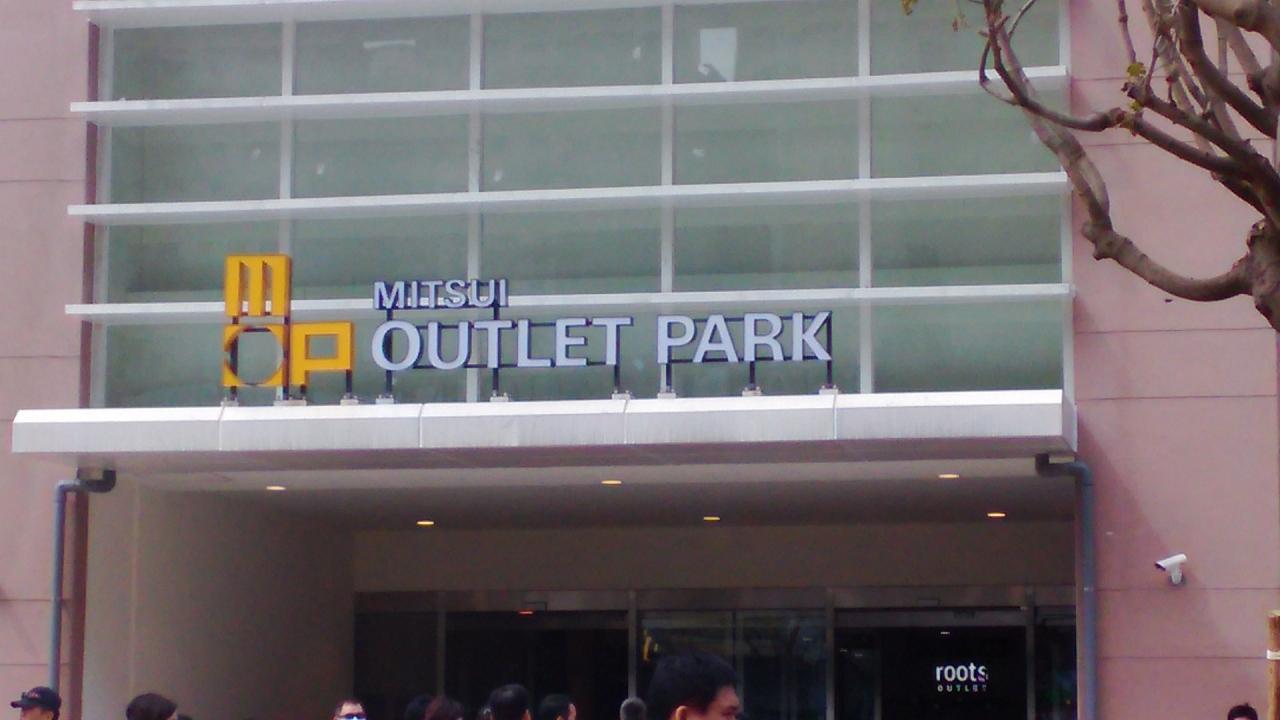 mop
MITSUI
OUTLET PARK
roots
OUTLET